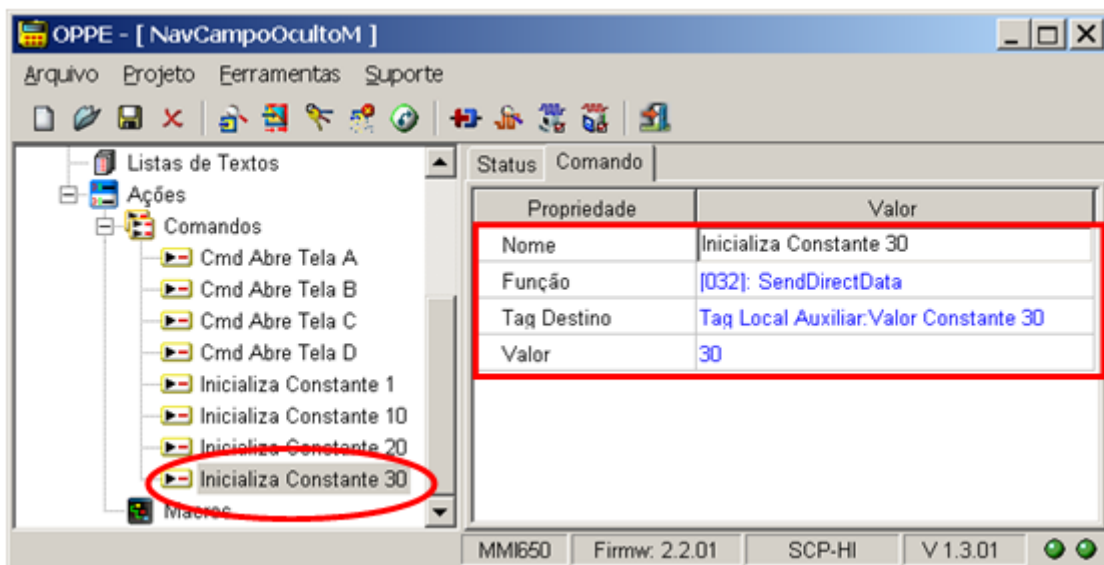 OPPE - [ NavCampoOcultoM ]
Arquivo Projeto Ferramentas Suporte
Listas de Textos
Ações
Comandos
Cmd Abre Tela A
Cmd Abre Tela B
Cmd Abre Tela C
Cmd Abre Tela D
Inicializa Constante 1
Inicializa Constante 10
Inicializa Constante 20
Inicializa Constante 30
Macros
Status Comando
Propriedade Valor
Nome Inicializa Constante 30
Função [032]: SendDirectData
Tag Destino Tag Local Auxiliar:Valor Constante 30
Valor 30
MMI650 Firmw: 2.2.01 SCP-HI V 1.3.01